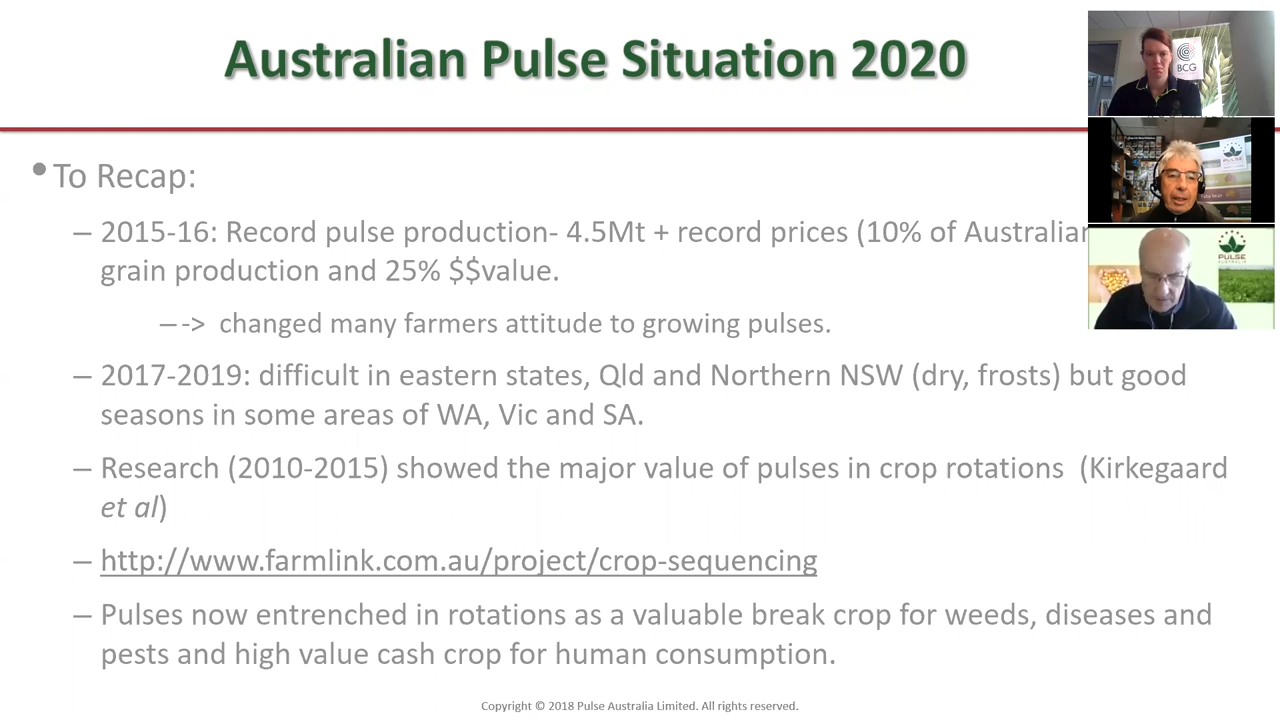 Australian Pulse Situation 2020
BCG
PULSE
PULSE
AUSTRALIA
• To Recap:
– 2015-16: Record pulse production- 4.5Mt + record prices (10% of Australian
grain production and 25% $$value.
– -> changed many farmers attitude to growing pulses.
– 2017-2019: difficult in eastern states, Qld and Northern NSW (dry, frosts) but good
seasons in some areas of WA, Vic and SA.
– Research (2010-2015) showed the major value of pulses in crop rotations (Kirkegaard
et al)
– http://www.farmlink.com.au/project/crop-sequencing
– Pulses now entrenched in rotations as a valuable break crop for weeds, diseases and
pests and high value cash crop for human consumption.
Copyright © 2018 Pulse Australia Limited. All rights reserved.